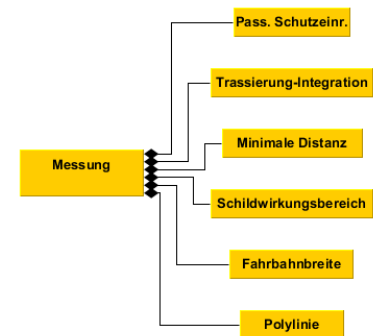 Pass. Schutzeinr.
Trassierung-Integration
Minimale Distanz
Messung
Schildwirkungsbereich
Fahrbahnbreite
Polylinie